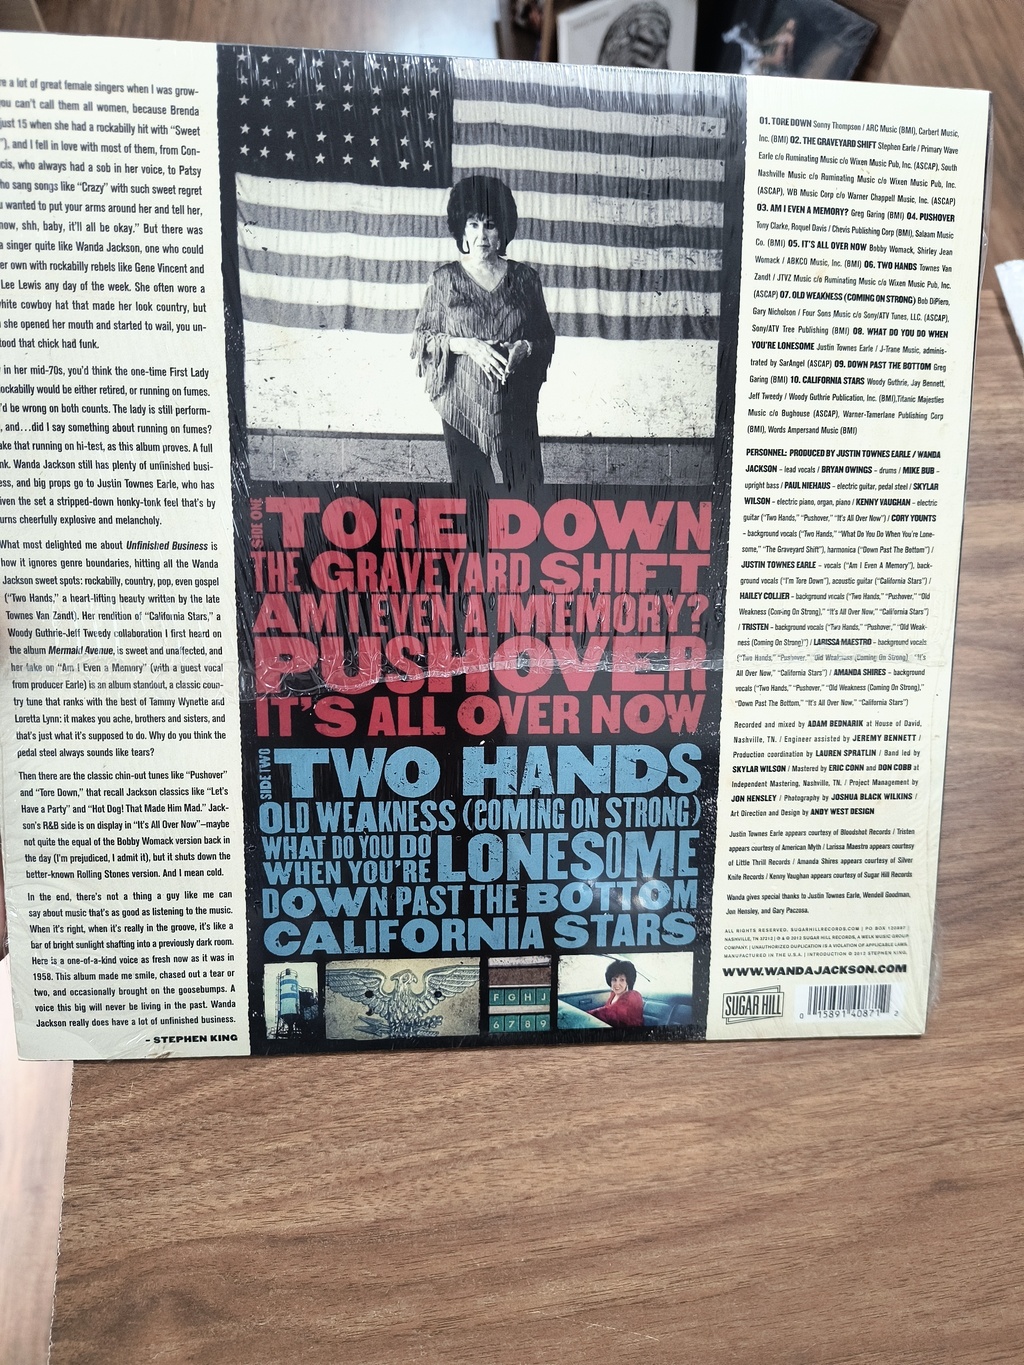 re a lot of great female singers when I was grow-
you can't call them all women, because Brenda
just 15 when she had a rockabilly hit with "Sweet
"), and I fell in love with most of them, from Con-
cis, who always had a sob in her voice, to Patsy
ho sang songs like "Crazy" with such sweet regret
u wanted to put your arms around her and tell her,
now, shh, baby, it'll all be okay." But there was
a singer quite like Wanda Jackson, one who could
er own with rockabilly rebels like Gene Vincent and
Lee Lewis any day of the week. She often wore a
hite cowboy hat that made her look country, but
she opened her mouth and started to wail, you un-
tood that chick had funk.
in her mid-70s, you'd think the one-time First Lady
ockabilly would be either retired, or running on fumes.
'd be wrong on both counts. The lady is still perform-
, and...did I say something about running on fumes?
ake that running on hi-test, as this album proves. A full
nk. Wanda Jackson still has plenty of unfinished busi-
ess, and big props go to Justin Townes Earle, who has
iven the set a stripped-down honky-tonk feel that's by
urns cheerfully explosive and melancholy.
What most delighted me about Unfinished Business is
how it ignores genre boundaries, hitting all the Wanda
Jackson sweet spots: rockabilly, country, pop, even gospel
("Two Hands," a heart-lifting beauty written by the late
Townes Van Zandt). Her rendition of "California Stars," a
Woody Guthrie-Jeff Tweedy collaboration I first heard on
the album Mermaid Avenue, is sweet and unaffected, and
her take on "Am I Even a Memory" (with a guest vocal
from producer Earle) is an album standout, a classic coun-
try tune that ranks with the best of Tammy Wynette and
Loretta Lynn: it makes you ache, brothers and sisters, and
that's just what it's supposed to do. Why do you think the
pedal steel always sounds like tears?
Then there are the classic chin-out tunes like "Pushover"
and "Tore Down," that recall Jackson classics like "Let's
Have a Party" and "Hot Dog! That Made Him Mad." Jack-
son's R&B side is on display in "It's All Over Now"–maybe
not quite the equal of the Bobby Womack version back in
the day (I'm prejudiced, I admit it), but it shuts down the
better-known Rolling Stones version. And I mean cold.
In the end, there's not a thing a guy like me can
say about music that's as good as listening to the music.
When it's right, when it's really in the groove, it's like a
bar of bright sunlight shafting into a previously dark room.
Here is a one-of-a-kind voice as fresh now as it was in
1958. This album made me smile, chased out a tear or
two, and occasionally brought on the goosebumps. A
voice this big will never be living in the past. Wanda
Jackson really does have a lot of unfinished business.
- STEPHEN KING
SIDE ONE
TORE DOWN
THE GRAVEYARD SHIFT
AM I EVEN A MEMORY?
PUSHOVER
IT'S ALL OVER NOW
SIDE TWO
TWO HANDS
OLD WEAKNESS (COMING ON STRONG)
WHAT DO YOU DO
WHEN YOU'RE LONESOME
DOWN PAST THE BOTTOM
CALIFORNIA STARS
F G H J
6 7 8 9
01. TORE DOWN Sonny Thompson / ARC Music (BMI), Carbert Music,
Inc. (BMI) 02. THE GRAVEYARD SHIFT Stephen Earle / Primary Wave
Earle c/o Ruminating Music c/o Wixen Music Pub, Inc. (ASCAP), South
Nashville Music c/o Ruminating Music c/o Wixen Music Pub, Inc.
(ASCAP), WB Music Corp c/o Warner Chappell Music, Inc. (ASCAP)
03. AM I EVEN A MEMORY? Greg Garing (BMI) 04. PUSHOVER
Tony Clarke, Roquel Davis / Chevis Publishing Corp (BMI), Salaam Music
Co. (BMI) 05. IT'S ALL OVER NOW Bobby Womack, Shirley Jean
Womack / ABKCO Music, Inc. (BMI) 06. TWO HANDS Townes Van
Zandt / JTVZ Music c/o Ruminating Music c/o Wixen Music Pub, Inc.
(ASCAP) 07. OLD WEAKNESS (COMING ON STRONG) Bob DiPiero,
Gary Nicholson / Four Sons Music c/o Sony/ATV Tunes, LLC. (ASCAP),
Sony/ATV Tree Publishing (BMI) 08. WHAT DO YOU DO WHEN
YOU'RE LONESOME Justin Townes Earle / J-Trane Music, adminis-
trated by SarAngel (ASCAP) 09. DOWN PAST THE BOTTOM Greg
Garing (BMI) 10. CALIFORNIA STARS Woody Guthrie, Jay Bennett,
Jeff Tweedy / Woody Guthrie Publication, Inc. (BMI),Titanic Majesties
Music c/o Bughouse (ASCAP), Warner-Tamerlane Publishing Corp
(BMI), Words Ampersand Music (BMI)
PERSONNEL: PRODUCED BY JUSTIN TOWNES EARLE / WANDA
JACKSON – lead vocals / BRYAN OWINGS – drums / MIKE BUB –
upright bass / PAUL NIEHAUS – electric guitar, pedal steel / SKYLAR
WILSON – electric piano, organ, piano / KENNY VAUGHAN – electric
guitar ("Two Hands," "Pushover," "It's All Over Now") / CORY YOUNTS
– background vocals ("Two Hands," "What Do You Do When You're Lone-
some," "The Graveyard Shift"), harmonica ("Down Past The Bottom") /
JUSTIN TOWNES EARLE – vocals ("Am I Even A Memory"), back-
ground vocals ("I'm Tore Down"), acoustic guitar ("California Stars") /
HAILEY COLLIER – background vocals ("Two Hands," "Pushover," "Old
Weakness (Coming On Strong)," "It's All Over Now," "California Stars")
/ TRISTEN – background vocals ("Two Hands," "Pushover," "Old Weak-
ness (Coming On Strong)") / LARISSA MAESTRO – background vocals
("Two Hands," "Pushover," "Old Weakness (Coming On Strong)" "It's
All Over Now," "California Stars") / AMANDA SHIRES – background
vocals ("Two Hands," "Pushover," "Old Weakness (Coming On Strong),"
"Down Past The Bottom," "It's All Over Now," "California Stars")
Recorded and mixed by ADAM BEDNARIK at House of David,
Nashville, TN. / Engineer assisted by JEREMY BENNETT /
Production coordination by LAUREN SPRATLIN / Band led by
SKYLAR WILSON / Mastered by ERIC CONN and DON COBB at
Independent Mastering, Nashville, TN. / Project Management by
JON HENSLEY / Photography by JOSHUA BLACK WILKINS /
Art Direction and Design by ANDY WEST DESIGN
Justin Townes Earle appears courtesy of Bloodshot Records / Tristen
appears courtesy of American Myth / Larissa Maestro appears courtesy
of Little Thrill Records / Amanda Shires appears courtesy of Silver
Knife Records / Kenny Vaughan appears courtesy of Sugar Hill Records
Wanda gives special thanks to Justin Townes Earle, Wendell Goodman,
Jon Hensley, and Gary Paczosa.
ALL RIGHTS RESERVED. SUGARHILLRECORDS.COM | P.O. BOX 120897 |
NASHVILLE, TN 37212 | ℗ & © 2012 SUGAR HILL RECORDS, A WELK MUSIC GROUP
COMPANY. | UNAUTHORIZED DUPLICATION IS A VIOLATION OF APPLICABLE LAWS.
MANUFACTURED IN THE U.S.A. | INTRODUCTION © 2012 STEPHEN KING.
WWW.WANDAJACKSON.COM
SUGAR HILL
0 15891 40871 2